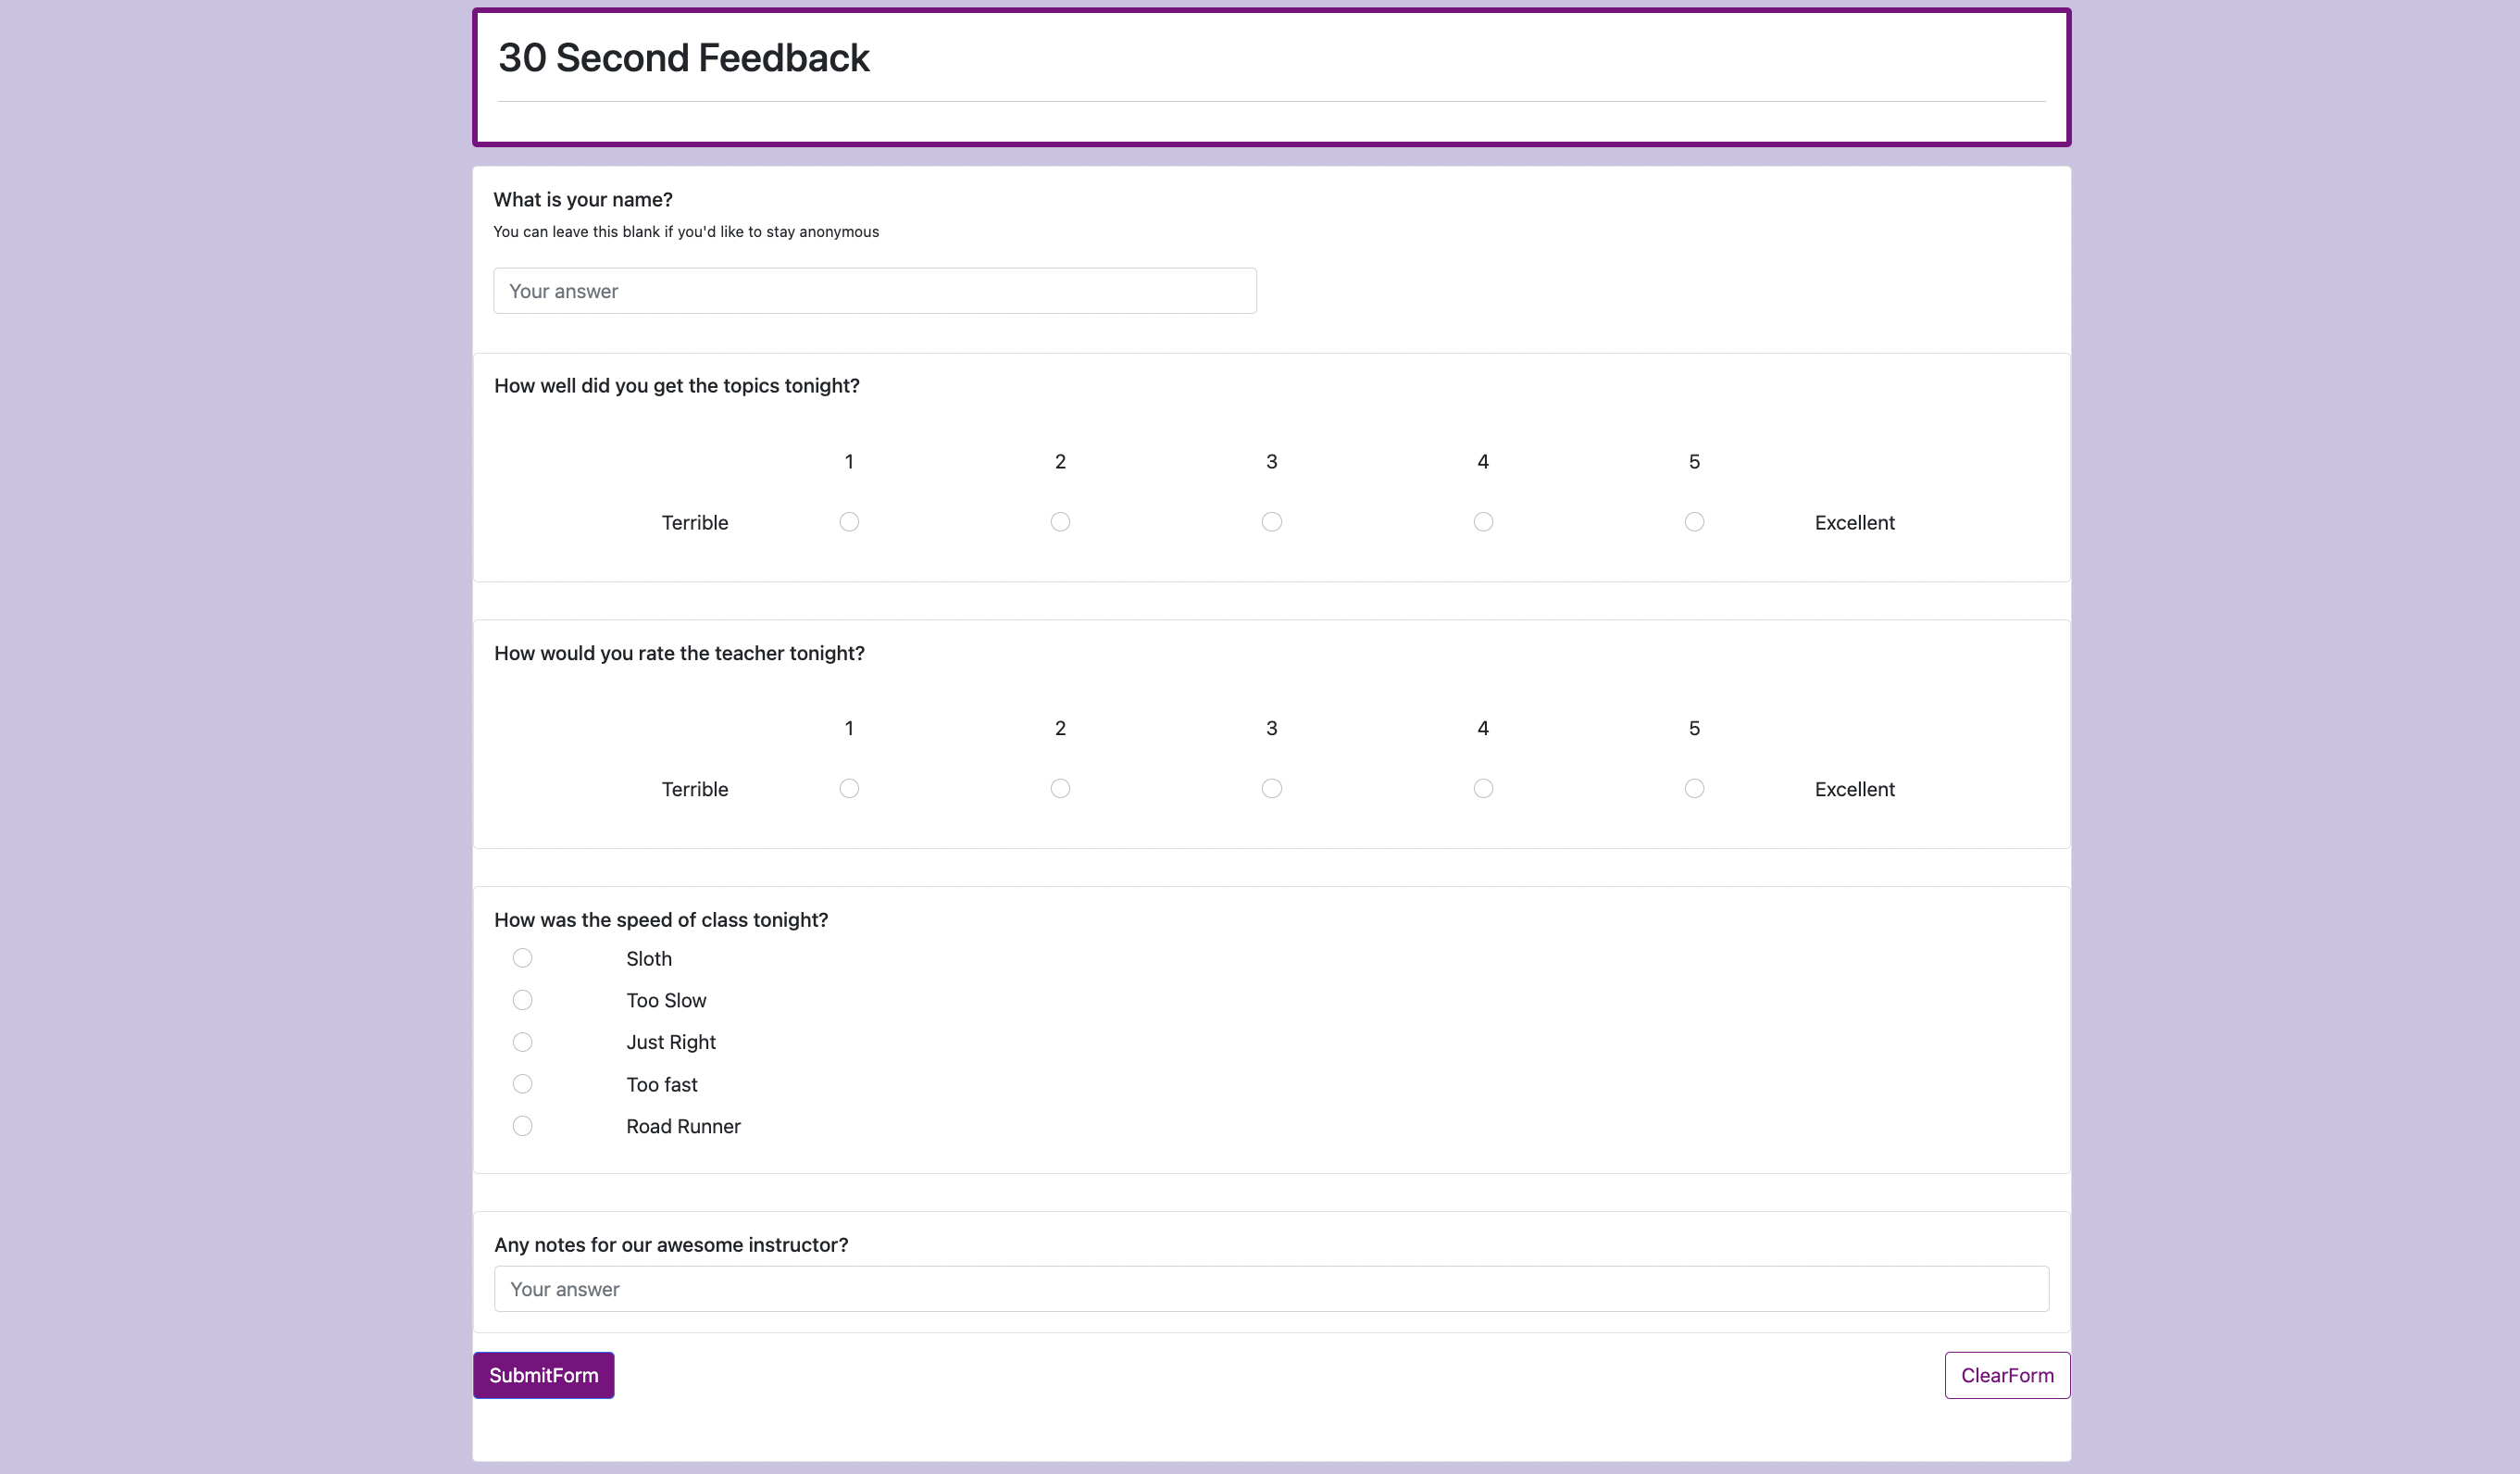 30 Second Feedback
What is your name?
You can leave this blank if you'd like to stay anonymous
Your answer
How well did you get the topics tonight?
1 2 3 4 5
Terrible Excellent
How would you rate the teacher tonight?
1 2 3 4 5
Terrible Excellent
How was the speed of class tonight?
Sloth
Too Slow
Just Right
Too fast
Road Runner
Any notes for our awesome instructor?
Your answer
SubmitForm ClearForm